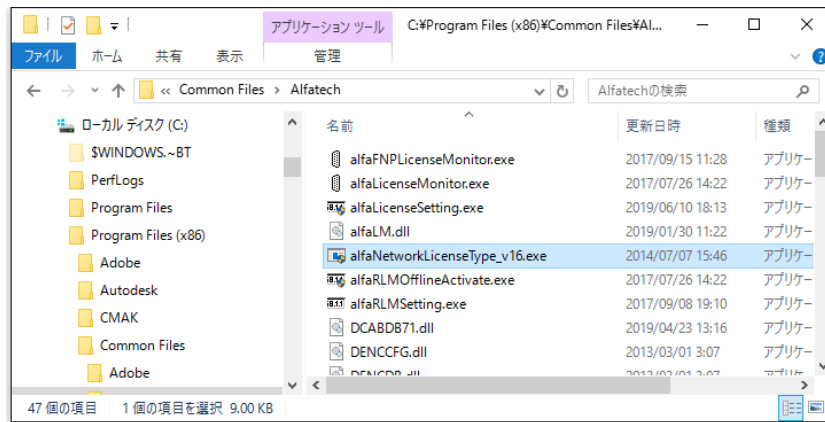 アプリケーション ツール C:¥Program Files (x86)¥Common Files¥Al...
ファイル ホーム 共有 表示 管理
« Common Files > Alfatech Alfatechの検索
ローカル ディスク (C:)
$WINDOWS.~BT
PerfLogs
Program Files
Program Files (x86)
Adobe
Autodesk
CMAK
Common Files
Adobe
名前 更新日時 種類
alfaFNPLicenseMonitor.exe 2017/09/15 11:28 アプリケー
alfaLicenseMonitor.exe 2017/07/26 14:22 アプリケー
alfaLicenseSetting.exe 2019/06/10 18:13 アプリケー
alfaLM.dll 2019/01/30 11:22 アプリケー
alfaNetworkLicenseType_v16.exe 2014/07/07 15:46 アプリケー
alfaRLMOfflineActivate.exe 2017/07/26 14:22 アプリケー
alfaRLMSetting.exe 2017/09/08 19:10 アプリケー
DCABDB71.dll 2019/04/23 13:16 アプリケー
DENCCFG.dll 2013/03/01 3:07 アプリケー
47 個の項目 1 個の項目を選択 9.00 KB